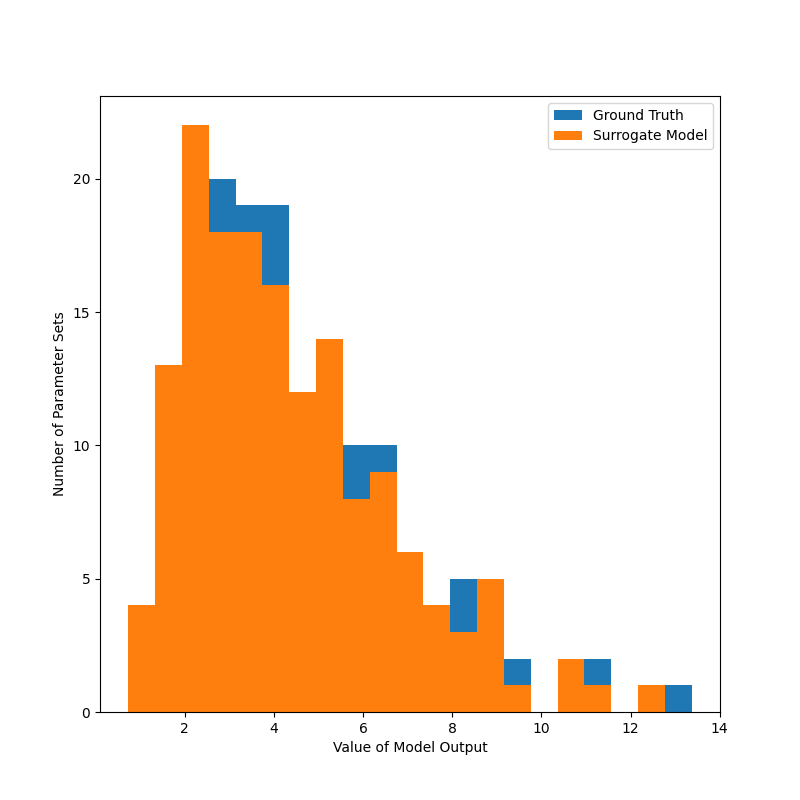 Ground Truth
Surrogate Model
20
15
10
5
0
Number of Parameter Sets
2 4 6 8 10 12 14
Value of Model Output